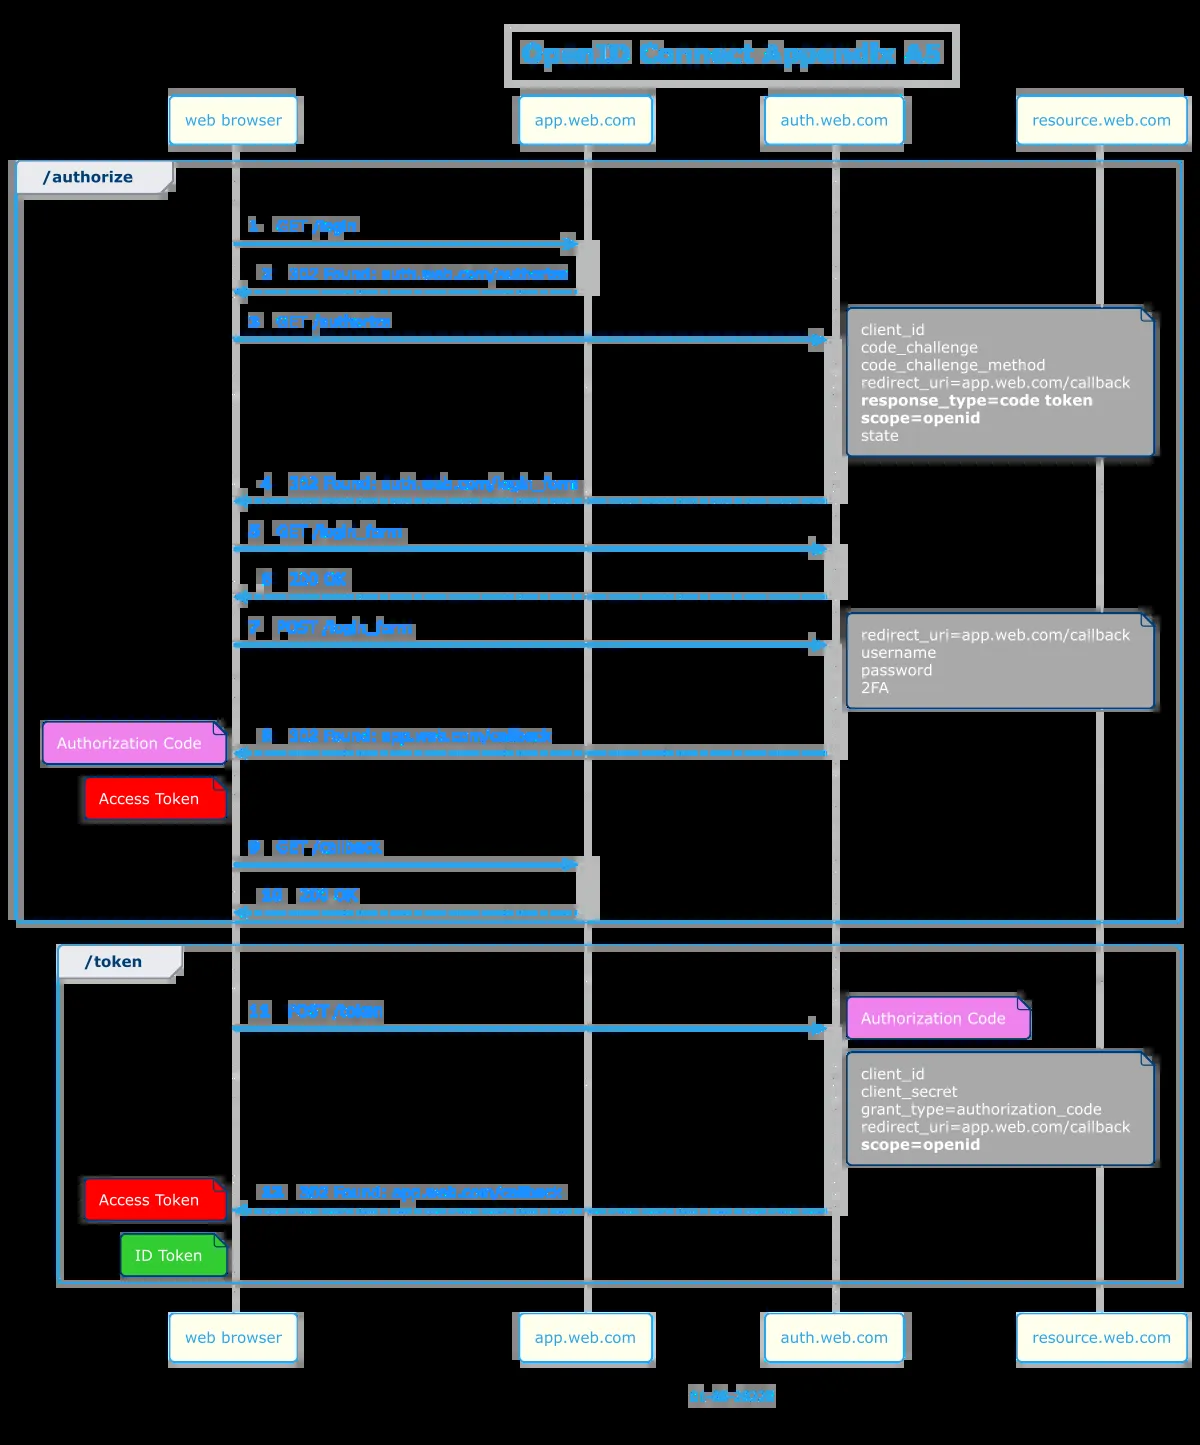 OpenID Connect Appendix A5
web browser
app.web.com
auth.web.com
resource.web.com
/authorize
1 GET /login
2 302 Found: auth.web.com/authorize
3 GET /authorize
client_id
code_challenge
code_challenge_method
redirect_uri=app.web.com/callback
response_type=code token
scope=openid
state
4 302 Found: auth.web.com/login_form
5 GET /login_form
6 200 OK
7 POST /login_form
redirect_uri=app.web.com/callback
username
password
2FA
8 302 Found: app.web.com/callback
Authorization Code
Access Token
9 GET /callback
10 200 OK
/token
11 POST /token
Authorization Code
client_id
client_secret
grant_type=authorization_code
redirect_uri=app.web.com/callback
scope=openid
12 302 Found: app.web.com/callback
Access Token
ID Token
web browser
app.web.com
auth.web.com
resource.web.com